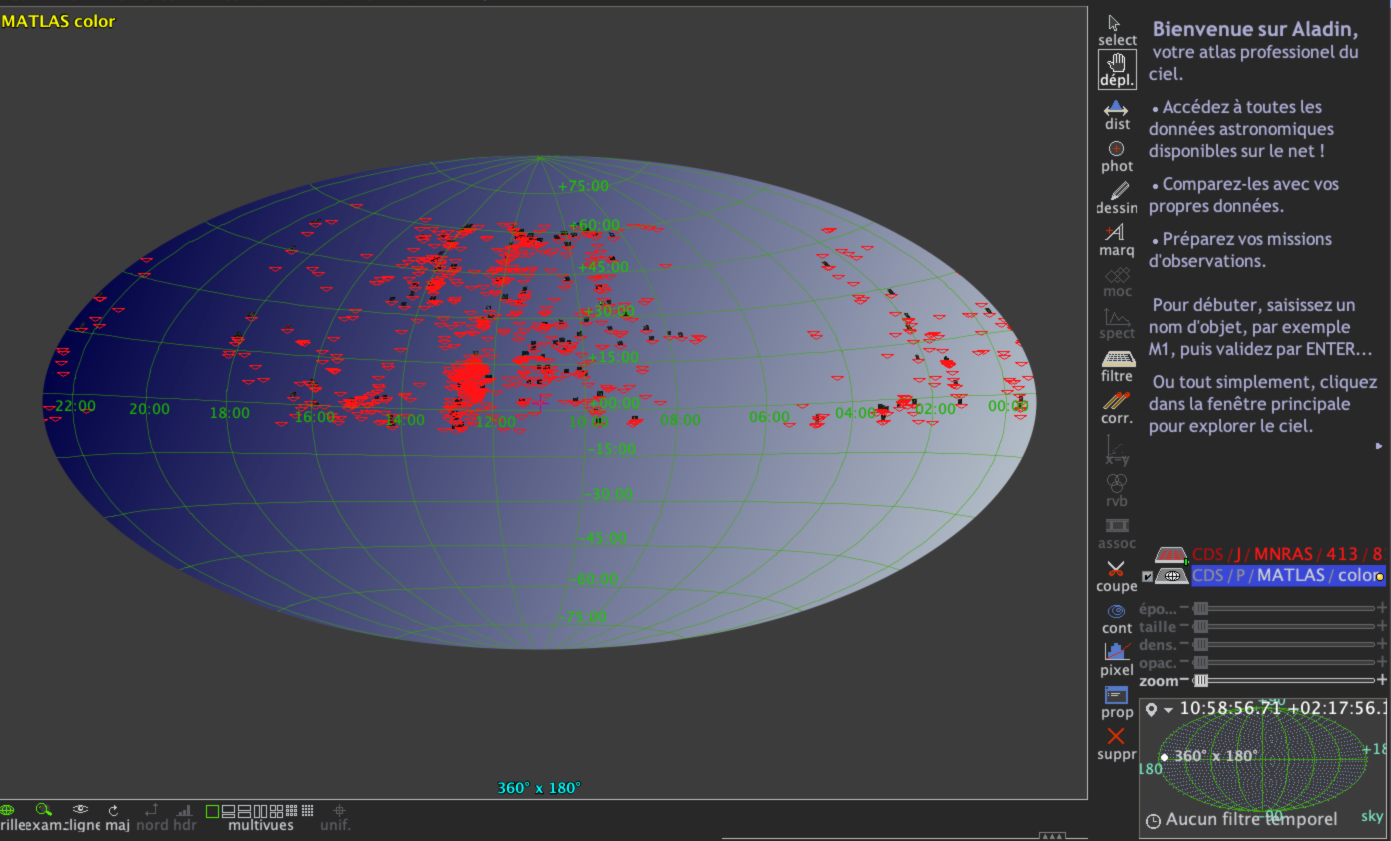 MATLAS color
+75:00
+60:00
+45:00
+30:00
+15:00
+00:00
22:00 20:00 18:00 16:00 14:00 12:00 10:00 08:00 06:00 04:00 02:00 00:00
-15:00
-30:00
-45:00
-60:00
-75:00
360° x 180°
select
dépl.
dist
phot
dessin
marq
moc
spect
filtre
corr.
x-y
rvb
assoc
coupe
cont
pixel
prop
suppr
Bienvenue sur Aladin,
votre atlas professionel du
ciel.
• Accédez à toutes les
données astronomiques
disponibles sur le net !
• Comparez-les avec vos
propres données.
• Préparez vos missions
d'observations.
Pour débuter, saisissez un
nom d'objet, par exemple
M1, puis validez par ENTER...
Ou tout simplement, cliquez
dans la fenêtre principale
pour explorer le ciel.
CDS / J / MNRAS / 413 / 8
CDS / P / MATLAS / color
épo...
taille
dens.
opac.
zoom
10:58:56.71 +02:17:56.1
+90
360° x 180°
+18
180
-90
Aucun filtre temporel
sky
rille exam. ligne maj nord hdr multivues unif.